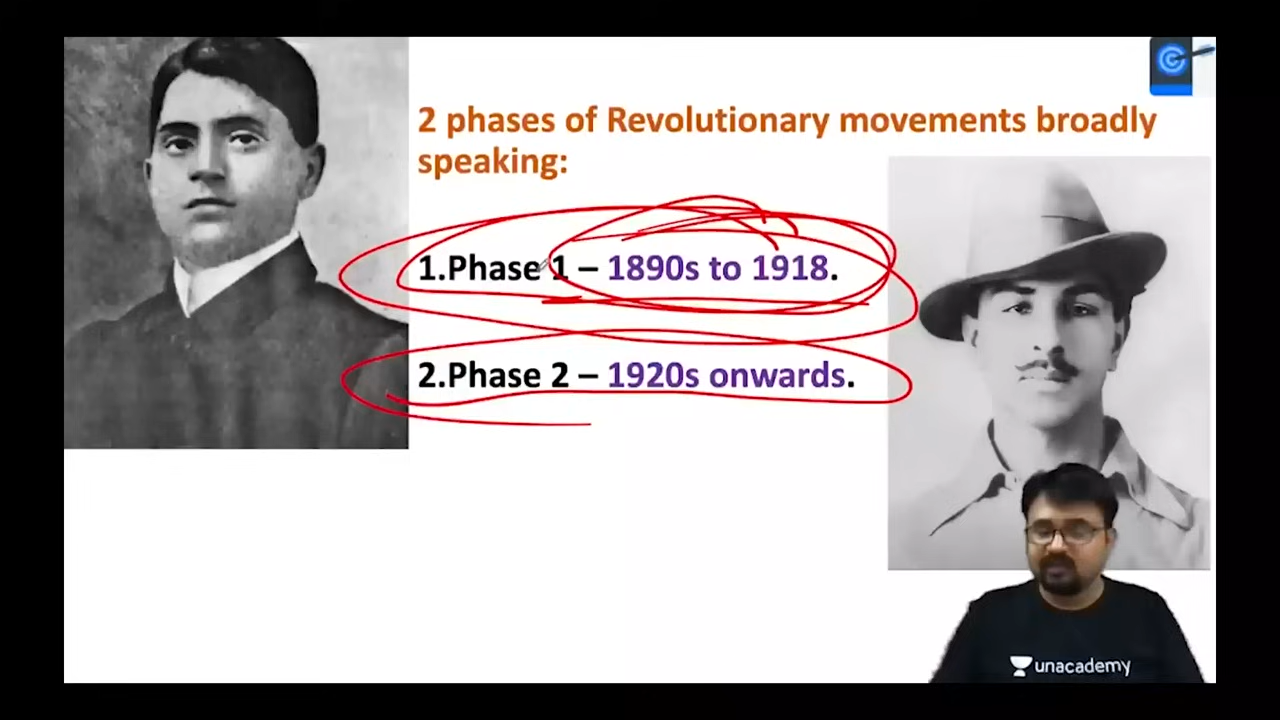 2 phases of Revolutionary movements broadly
speaking:
1.Phase 1 – 1890s to 1918.
2.Phase 2 – 1920s onwards.
unacademy